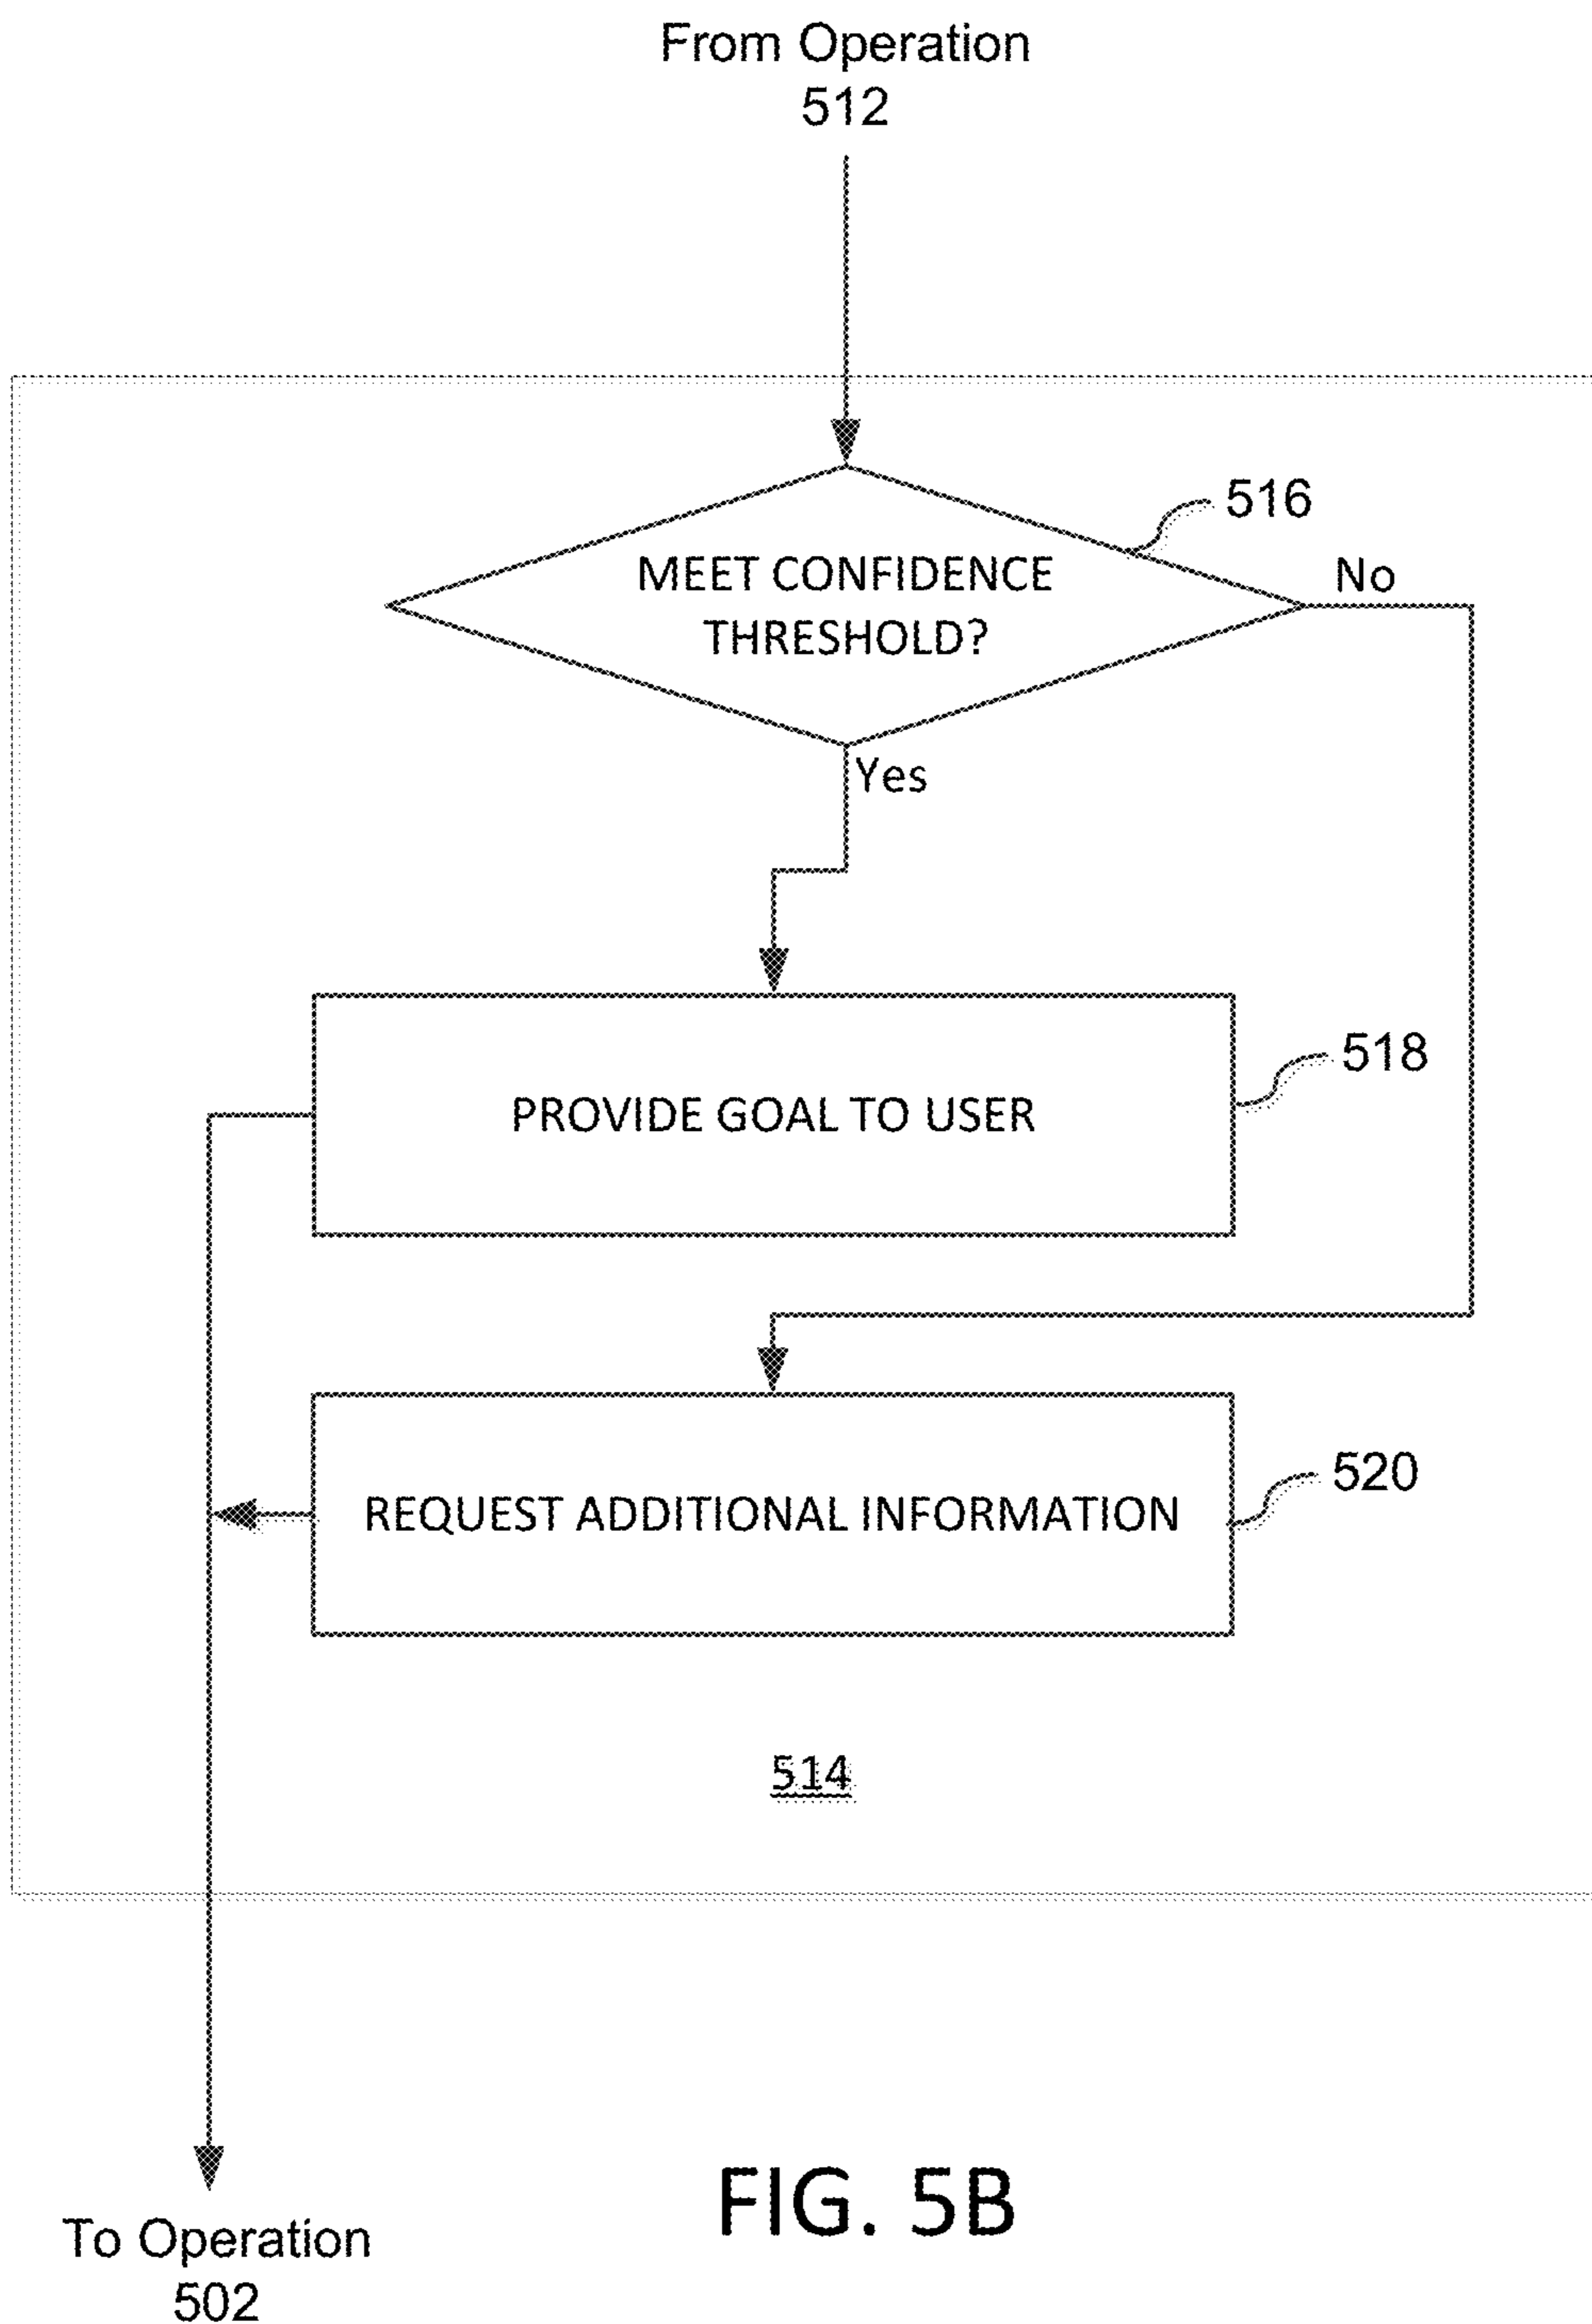 From Operation
512
516
MEET CONFIDENCE
THRESHOLD?
No
Yes
518
PROVIDE GOAL TO USER
520
REQUEST ADDITIONAL INFORMATION
514
FIG. 5B
To Operation
502